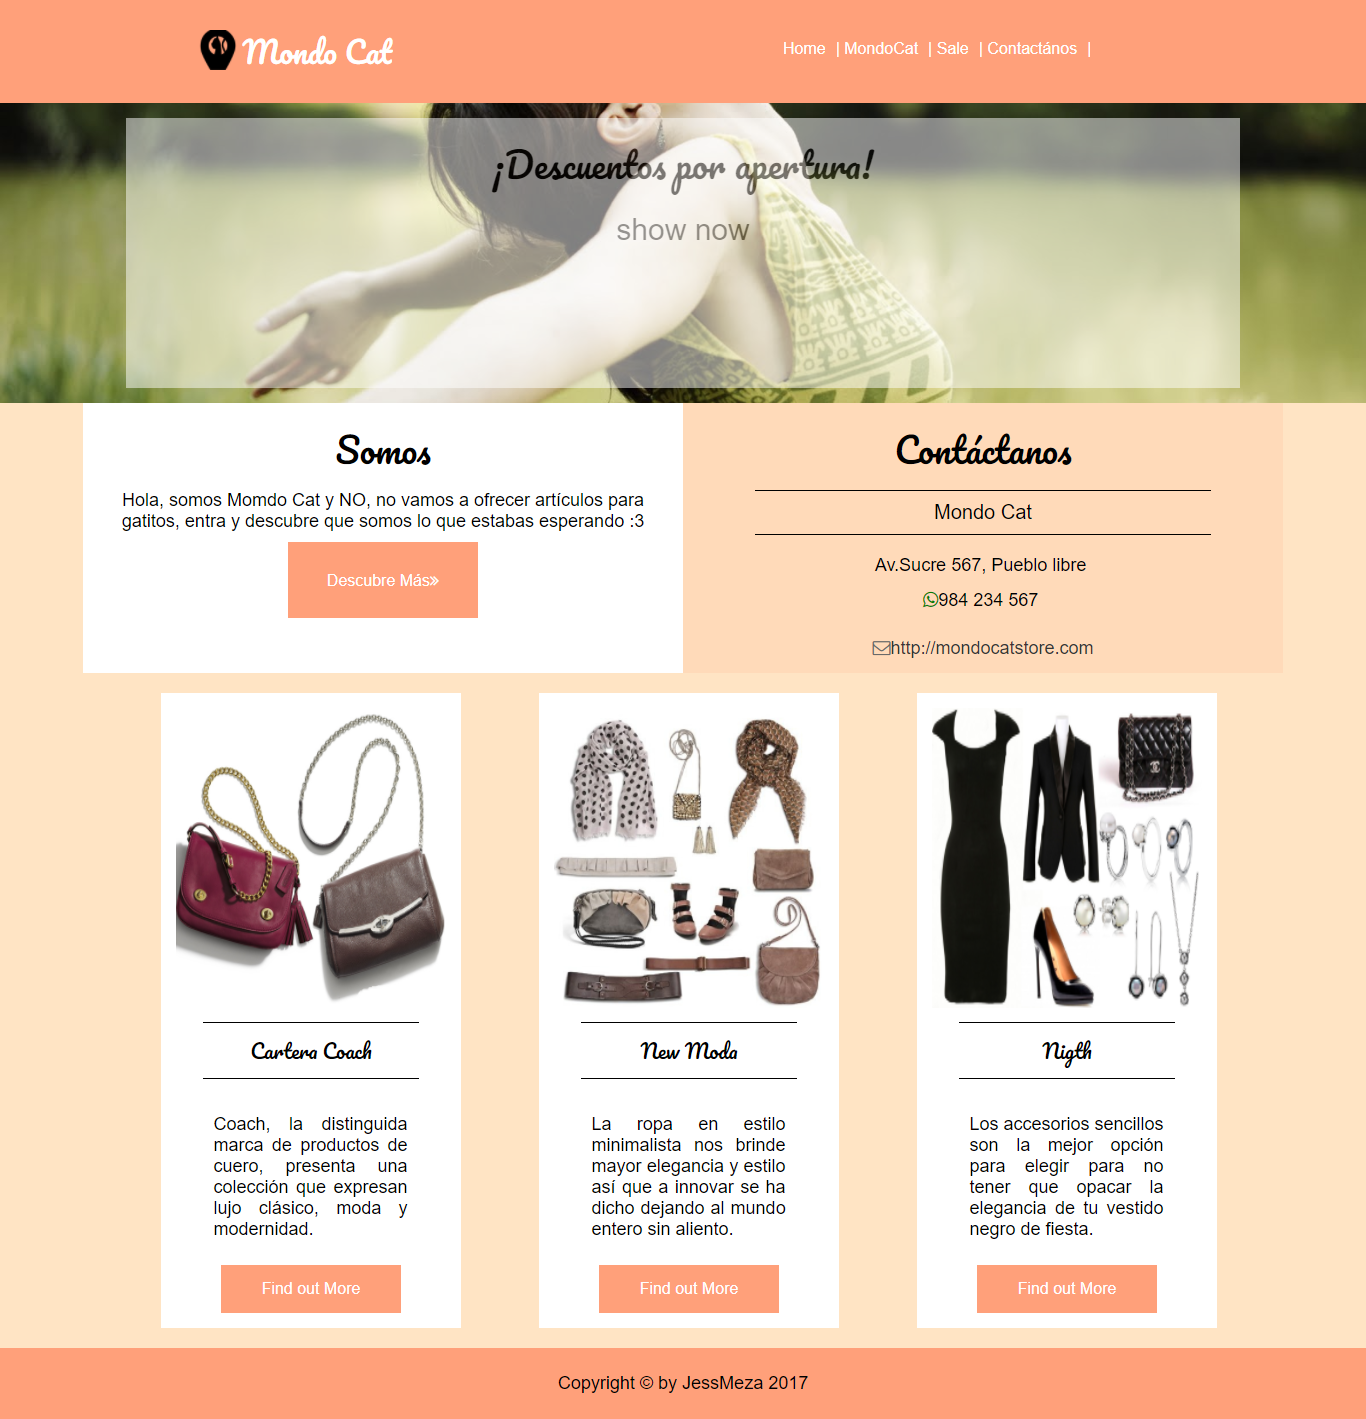 Mondo Cat
Home | MondoCat | Sale | Contactános |
¡Descuentos por apertura!
show now
Somos
Hola, somos Momdo Cat y NO, no vamos a ofrecer artículos para
gatitos, entra y descubre que somos lo que estabas esperando :3
Descubre Más»
Contáctanos
Mondo Cat
Av.Sucre 567, Pueblo libre
984 234 567
http://mondocatstore.com
Cartera Coach
Coach, la distinguida
marca de productos de
cuero, presenta una
colección que expresan
lujo clásico, moda y
modernidad.
Find out More
New Moda
La ropa en estilo
minimalista nos brinde
mayor elegancia y estilo
así que a innovar se ha
dicho dejando al mundo
entero sin aliento.
Find out More
Nigth
Los accesorios sencillos
son la mejor opción
para elegir para no
tener que opacar la
elegancia de tu vestido
negro de fiesta.
Find out More
Copyright © by JessMeza 2017